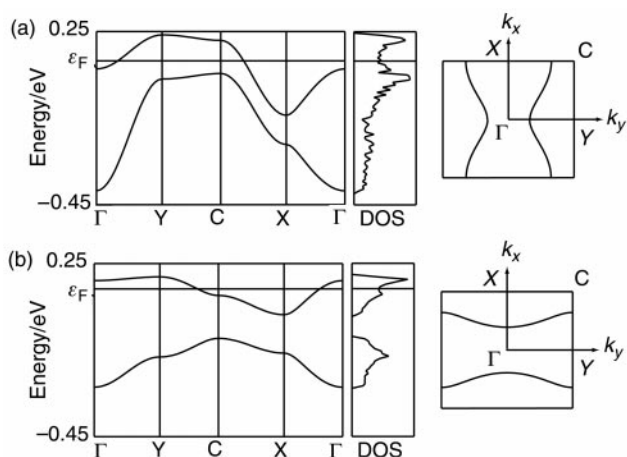 (a)
0.25
εF
Energy/eV
−0.45
Γ Y C X Γ
DOS
kx
X C
Γ
ky
Y
(b)
0.25
εF
Energy/eV
−0.45
Γ Y C X Γ
DOS
kx
X C
Γ
ky
Y